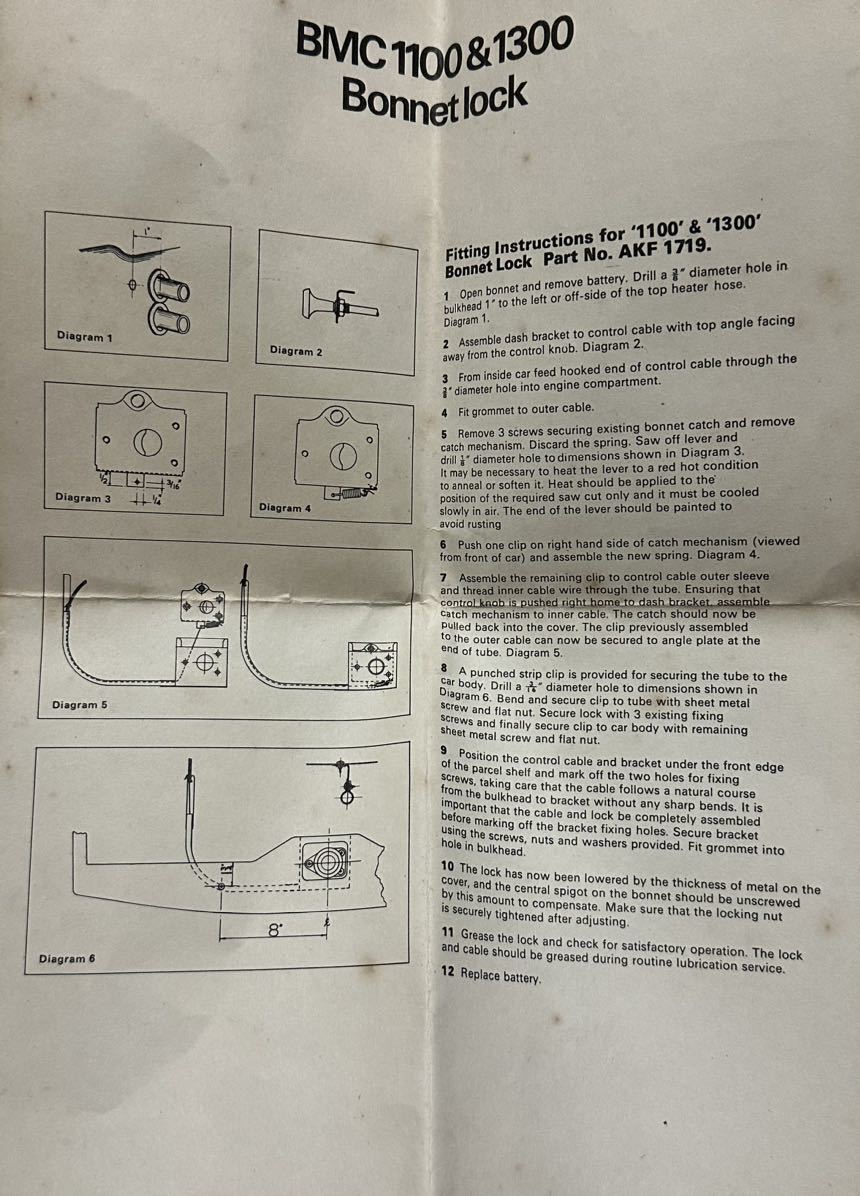 BMC 1100 & 1300
Bonnet lock
1"
Diagram 1
Diagram 2
½"
3/16"
¼"
Diagram 3
Diagram 4
Diagram 5
8"
Diagram 6
Fitting Instructions for '1100' & '1300'
Bonnet Lock Part No. AKF 1719.
1 Open bonnet and remove battery. Drill a ⅜" diameter hole in
bulkhead 1" to the left or off-side of the top heater hose.
Diagram 1.
2 Assemble dash bracket to control cable with top angle facing
away from the control knob. Diagram 2.
3 From inside car feed hooked end of control cable through the
⅜" diameter hole into engine compartment.
4 Fit grommet to outer cable.
5 Remove 3 screws securing existing bonnet catch and remove
catch mechanism. Discard the spring. Saw off lever and
drill ⅛" diameter hole to dimensions shown in Diagram 3.
It may be necessary to heat the lever to a red hot condition
to anneal or soften it. Heat should be applied to the
position of the required saw cut only and it must be cooled
slowly in air. The end of the lever should be painted to
avoid rusting
6 Push one clip on right hand side of catch mechanism (viewed
from front of car) and assemble the new spring. Diagram 4.
7 Assemble the remaining clip to control cable outer sleeve
and thread inner cable wire through the tube. Ensuring that
control knob is pushed right home to dash bracket, assemble
catch mechanism to inner cable. The catch should now be
pulled back into the cover. The clip previously assembled
to the outer cable can now be secured to angle plate at the
end of tube. Diagram 5.
8 A punched strip clip is provided for securing the tube to the
car body. Drill a " diameter hole to dimensions shown in
Diagram 6. Bend and secure clip to tube with sheet metal
screw and flat nut. Secure lock with 3 existing fixing
screws and finally secure clip to car body with remaining
sheet metal screw and flat nut.
9 Position the control cable and bracket under the front edge
of the parcel shelf and mark off the two holes for fixing
screws, taking care that the cable follows a natural course
from the bulkhead to bracket without any sharp bends. It is
important that the cable and lock be completely assembled
before marking off the bracket fixing holes. Secure bracket
using the screws, nuts and washers provided. Fit grommet into
hole in bulkhead.
10 The lock has now been lowered by the thickness of metal on the
cover, and the central spigot on the bonnet should be unscrewed
by this amount to compensate. Make sure that the locking nut
is securely tightened after adjusting.
11 Grease the lock and check for satisfactory operation. The lock
and cable should be greased during routine lubrication service.
12 Replace battery.